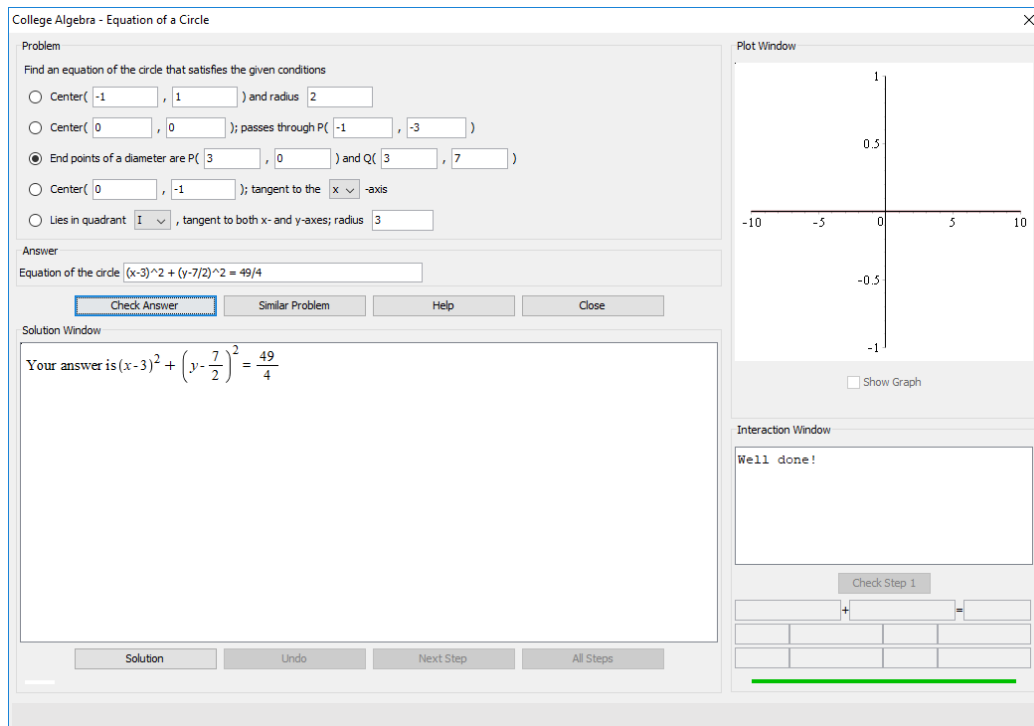 College Algebra - Equation of a Circle
Problem
Find an equation of the circle that satisfies the given conditions
Center( -1 , 1 ) and radius 2
Center( 0 , 0 ); passes through P( -1 , -3 )
End points of a diameter are P( 3 , 0 ) and Q( 3 , 7 )
Center( 0 , -1 ); tangent to the x -axis
Lies in quadrant I , tangent to both x- and y-axes; radius 3
Answer
Equation of the circle (x-3)^2 + (y-7/2)^2 = 49/4
Check Answer Similar Problem Help Close
Solution Window
Your answer is (x-3)² + (y-7/2)² = 49/4
Solution Undo Next Step All Steps
Plot Window
1
0.5
-10 -5 0 5 10
-0.5
-1
Show Graph
Interaction Window
Well done!
Check Step 1
+ =